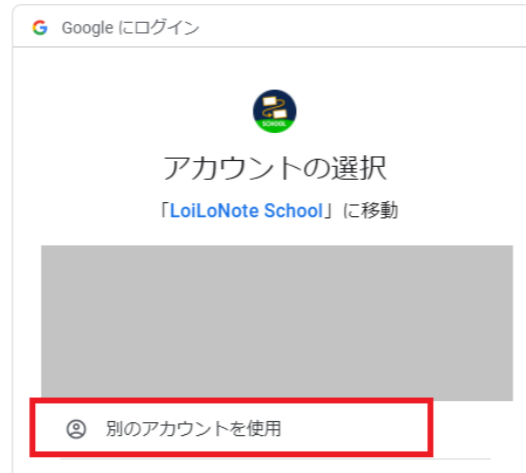 Google にログイン
SCHOOL
アカウントの選択
「LoiLoNote School」に移動
別のアカウントを使用